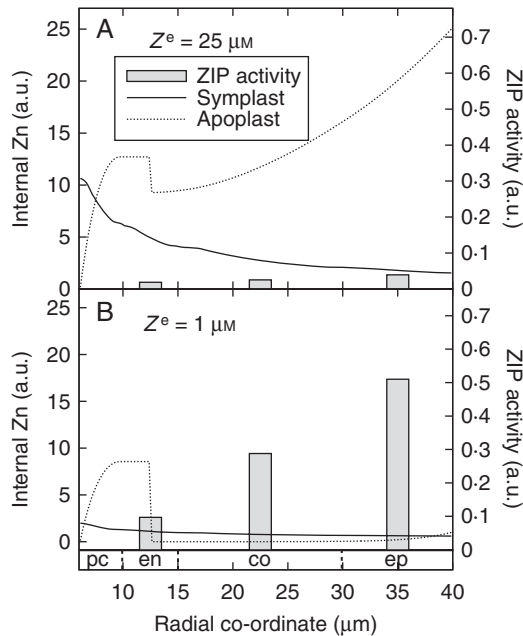 A
Zᵉ = 25 μM
ZIP activity
Symplast
Apoplast
Internal Zn (a.u.)
25
20
15
10
5
0
ZIP activity (a.u.)
0·7
0·6
0·5
0·4
0·3
0·2
0·1
0
B
Zᵉ = 1 μM
Internal Zn (a.u.)
25
20
15
10
5
0
ZIP activity (a.u.)
0·7
0·6
0·5
0·4
0·3
0·2
0·1
0
pc en co ep
10 15 20 25 30 35 40
Radial co-ordinate (μm)